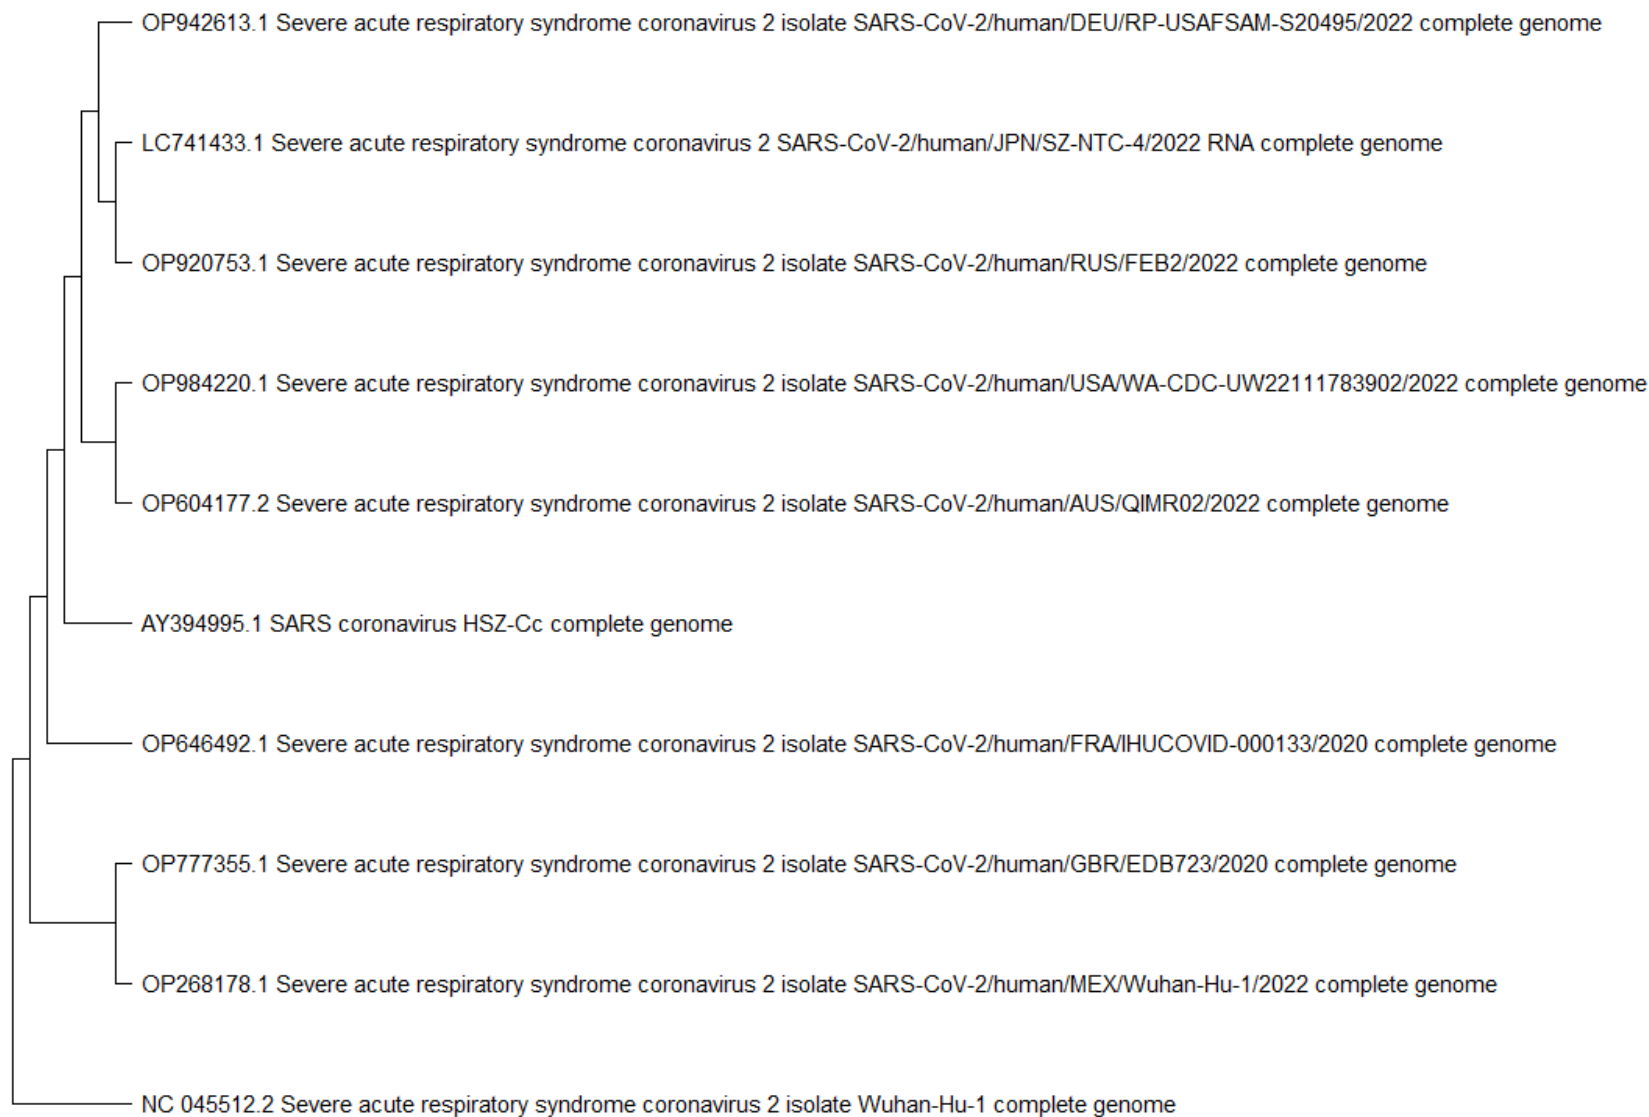 OP942613.1 Severe acute respiratory syndrome coronavirus 2 isolate SARS-CoV-2/human/DEU/RP-USAFSAM-S20495/2022 complete genome
LC741433.1 Severe acute respiratory syndrome coronavirus 2 SARS-CoV-2/human/JPN/SZ-NTC-4/2022 RNA complete genome
OP920753.1 Severe acute respiratory syndrome coronavirus 2 isolate SARS-CoV-2/human/RUS/FEB2/2022 complete genome
OP984220.1 Severe acute respiratory syndrome coronavirus 2 isolate SARS-CoV-2/human/USA/WA-CDC-UW22111783902/2022 complete genome
OP604177.2 Severe acute respiratory syndrome coronavirus 2 isolate SARS-CoV-2/human/AUS/QIMR02/2022 complete genome
AY394995.1 SARS coronavirus HSZ-Cc complete genome
OP646492.1 Severe acute respiratory syndrome coronavirus 2 isolate SARS-CoV-2/human/FRA/IHUCOVID-000133/2020 complete genome
OP777355.1 Severe acute respiratory syndrome coronavirus 2 isolate SARS-CoV-2/human/GBR/EDB723/2020 complete genome
OP268178.1 Severe acute respiratory syndrome coronavirus 2 isolate SARS-CoV-2/human/MEX/Wuhan-Hu-1/2022 complete genome
NC 045512.2 Severe acute respiratory syndrome coronavirus 2 isolate Wuhan-Hu-1 complete genome